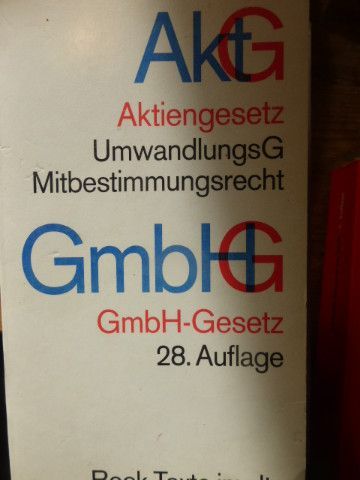 AktG
Aktiengesetz
UmwandlungsG
Mitbestimmungsrecht
GmbHG
GmbH-Gesetz
28. Auflage